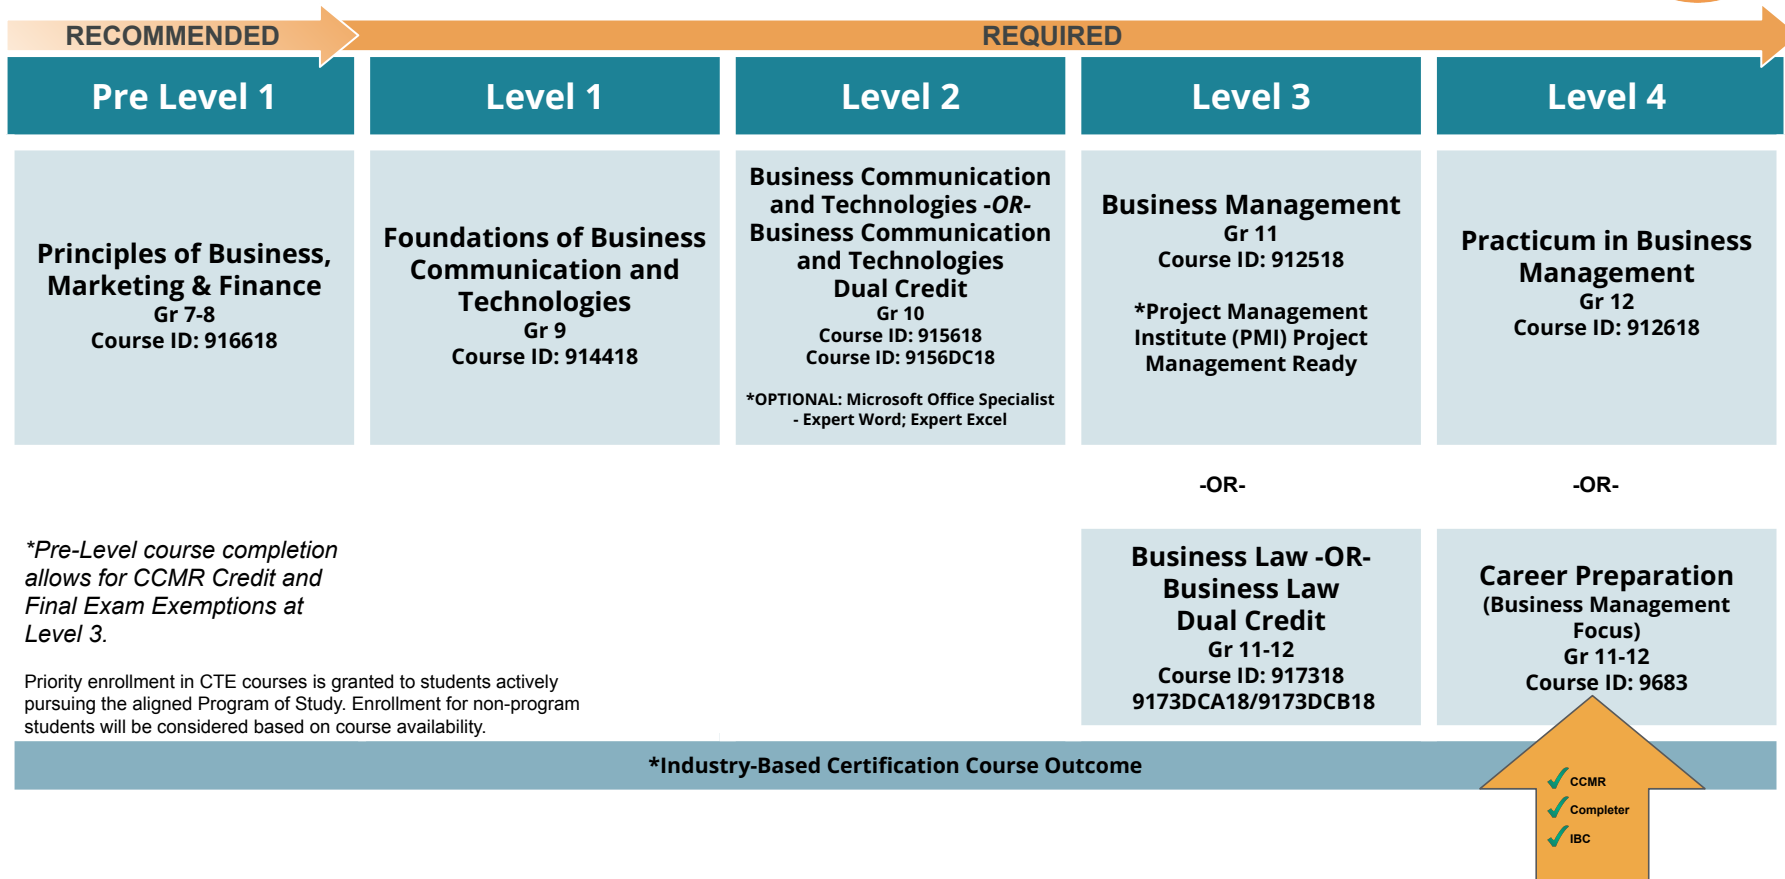 RECOMMENDED
REQUIRED
Pre Level 1
Level 1
Level 2
Level 3
Level 4
Principles of Business,
Marketing & Finance
Gr 7-8
Course ID: 916618
Foundations of Business
Communication and
Technologies
Gr 9
Course ID: 914418
Business Communication
and Technologies -OR-
Business Communication
and Technologies
Dual Credit
Gr 10
Course ID: 915618
Course ID: 9156DC18
*OPTIONAL: Microsoft Office Specialist
- Expert Word; Expert Excel
Business Management
Gr 11
Course ID: 912518
*Project Management
Institute (PMI) Project
Management Ready
Practicum in Business
Management
Gr 12
Course ID: 912618
-OR-
-OR-
*Pre-Level course completion
allows for CCMR Credit and
Final Exam Exemptions at
Level 3.
Priority enrollment in CTE courses is granted to students actively
pursuing the aligned Program of Study. Enrollment for non-program
students will be considered based on course availability.
Business Law -OR-
Business Law
Dual Credit
Gr 11-12
Course ID: 917318
9173DCA18/9173DCB18
Career Preparation
(Business Management
Focus)
Gr 11-12
Course ID: 9683
*Industry-Based Certification Course Outcome
CCMR
Completer
IBC